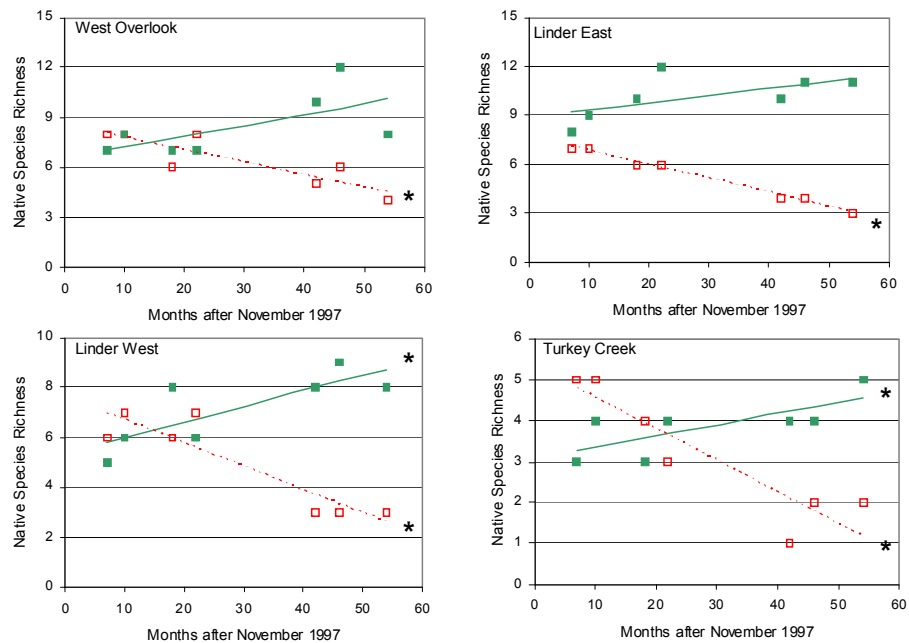 West Overlook
Native Species Richness
15
12
9
6
3
0
*
0 10 20 30 40 50 60
Months after November 1997
Linder East
Native Species Richness
15
12
9
6
3
0
*
0 10 20 30 40 50 60
Months after November 1997
Linder West
Native Species Richness
10
8
6
4
2
0
*
*
0 10 20 30 40 50 60
Months after November 1997
Turkey Creek
Native Species Richness
6
5
4
3
2
1
0
*
*
0 10 20 30 40 50 60
Months after November 1997